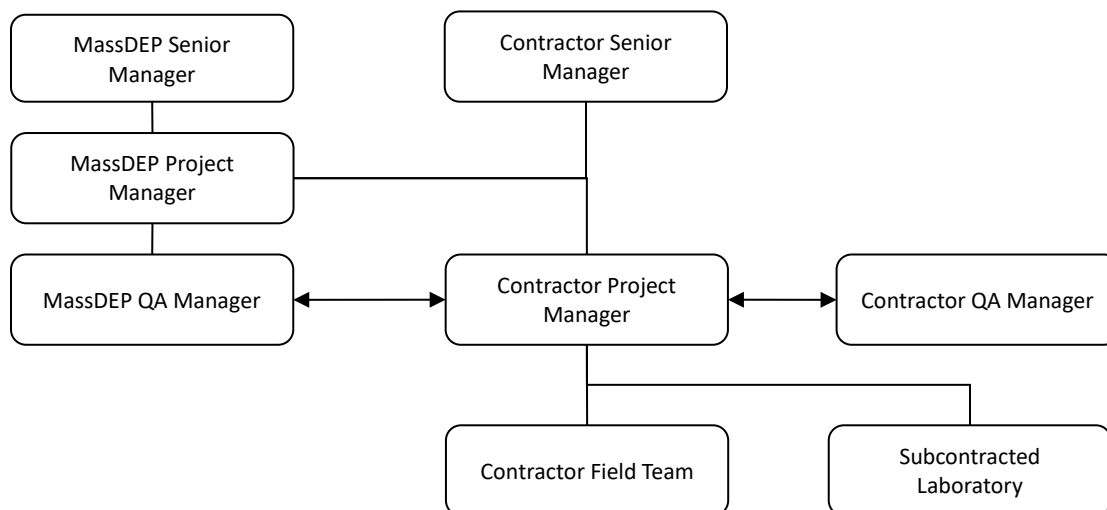 MassDEP Senior
Manager
Contractor Senior
Manager
MassDEP Project
Manager
MassDEP QA Manager
Contractor Project
Manager
Contractor QA Manager
Contractor Field Team
Subcontracted
Laboratory